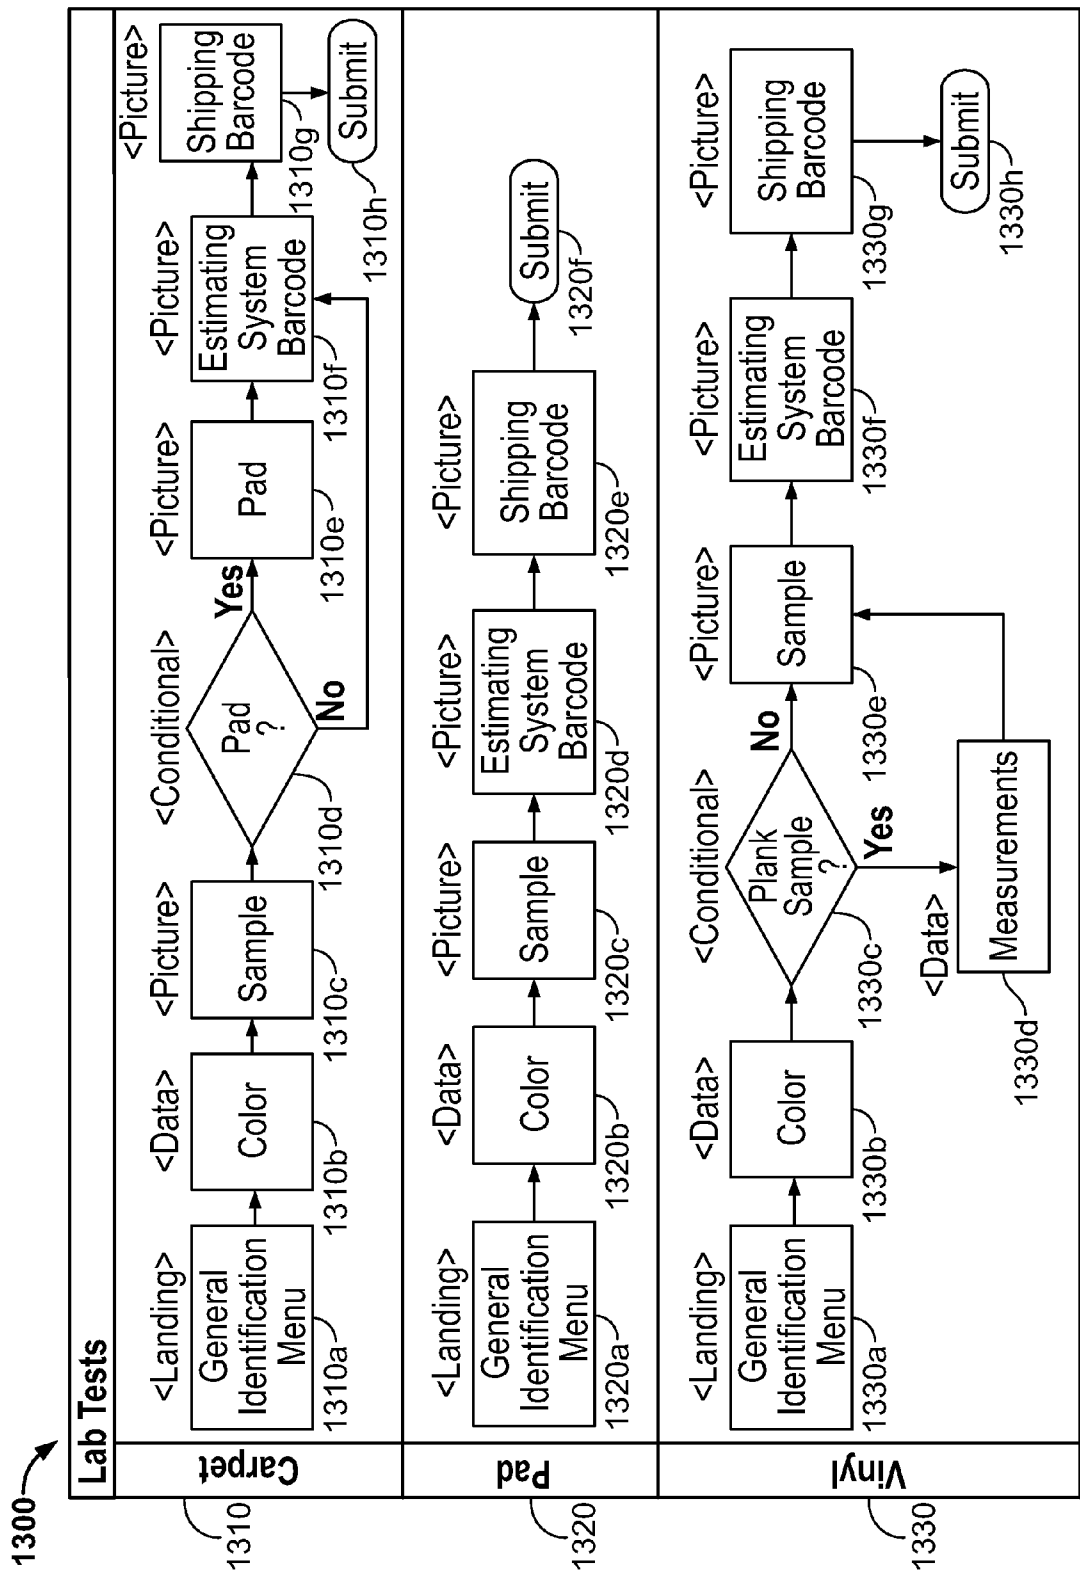 1300
Lab Tests
1310
Carpet
<Landing>
General
Identification
Menu
1310a
<Data>
Color
1310b
<Picture>
Sample
1310c
<Conditional>
Pad
?
1310d
Yes
No
<Picture>
Pad
1310e
<Picture>
Estimating
System
Barcode
1310f
<Picture>
Shipping
Barcode
1310g
Submit
1310h
1320
Pad
<Landing>
General
Identification
Menu
1320a
<Data>
Color
1320b
<Picture>
Sample
1320c
<Picture>
Estimating
System
Barcode
1320d
<Picture>
Shipping
Barcode
1320e
Submit
1320f
1330
Vinyl
<Landing>
General
Identification
Menu
1330a
<Data>
Color
1330b
<Conditional>
Plank
Sample
?
1330c
Yes
No
<Data>
Measurements
1330d
<Picture>
Sample
1330e
<Picture>
Estimating
System
Barcode
1330f
<Picture>
Shipping
Barcode
1330g
Submit
1330h